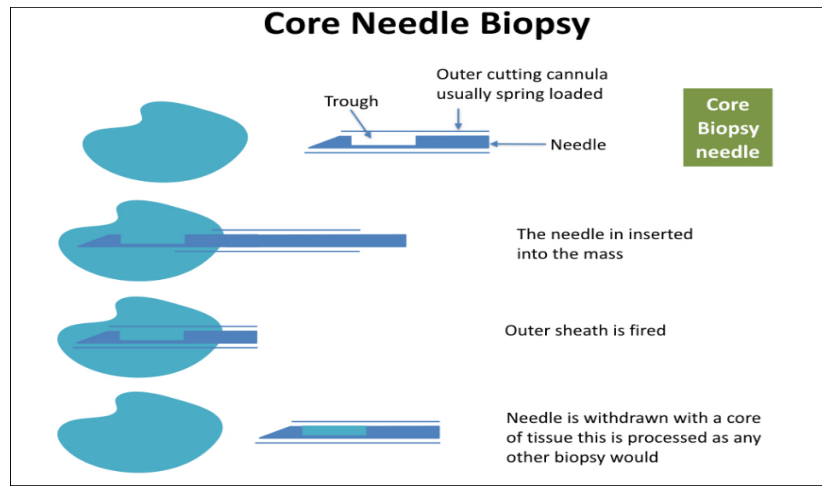 Core Needle Biopsy
Outer cutting cannula
usually spring loaded
Trough
Needle
Core
Biopsy
needle
The needle in inserted
into the mass
Outer sheath is fired
Needle is withdrawn with a core
of tissue this is processed as any
other biopsy would